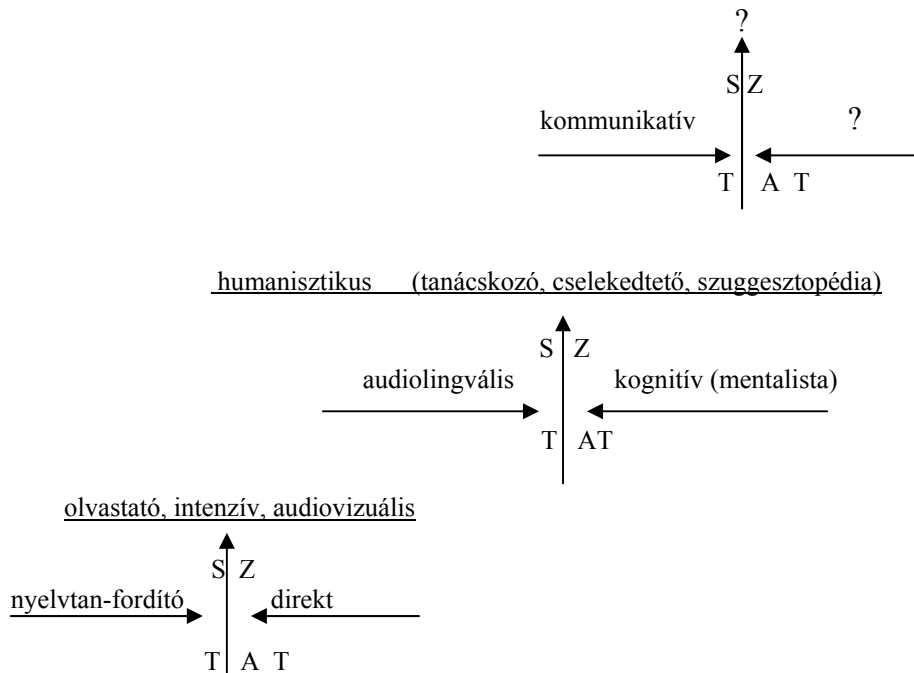 ?
S Z
kommunikatív ?
T A T
humanisztikus (tanácskozó, cselekedtető, szuggesztopédia)
S Z
audiolingvális kognitív (mentalista)
T AT
olvastató, intenzív, audiovizuális
S Z
nyelvtan-fordító direkt
T A T